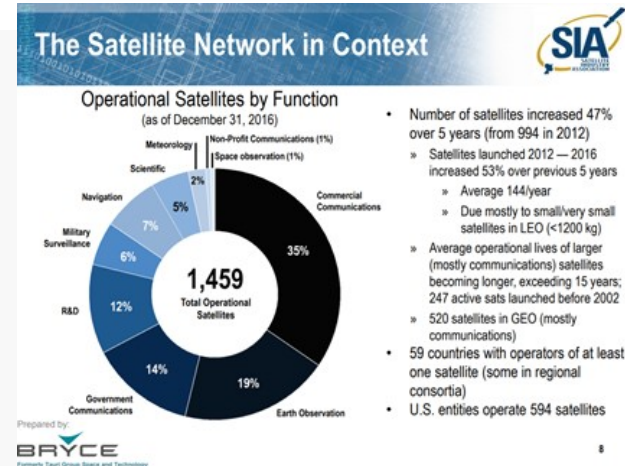 The Satellite Network in Context
SIA
SATELLITE
INDUSTRY
ASSOCIATION
Operational Satellites by Function
(as of December 31, 2016)
Non-Profit Communications (1%)
Meteorology
Space observation (1%)
Scientific
2%
Commercial
Communications
Navigation
5%
7%
35%
Military
Surveillance
6%
1,459
Total Operational
Satellites
R&D
12%
14%
19%
Government
Communications
Earth Observation
• Number of satellites increased 47%
over 5 years (from 994 in 2012)
» Satellites launched 2012 — 2016
increased 53% over previous 5 years
» Average 144/year
» Due mostly to small/very small
satellites in LEO (<1200 kg)
» Average operational lives of larger
(mostly communications) satellites
becoming longer, exceeding 15 years;
247 active sats launched before 2002
» 520 satellites in GEO (mostly
communications)
• 59 countries with operators of at least
one satellite (some in regional
consortia)
• U.S. entities operate 594 satellites
Prepared by:
BRYCE
Formerly Tauri Group Space and Technology
8